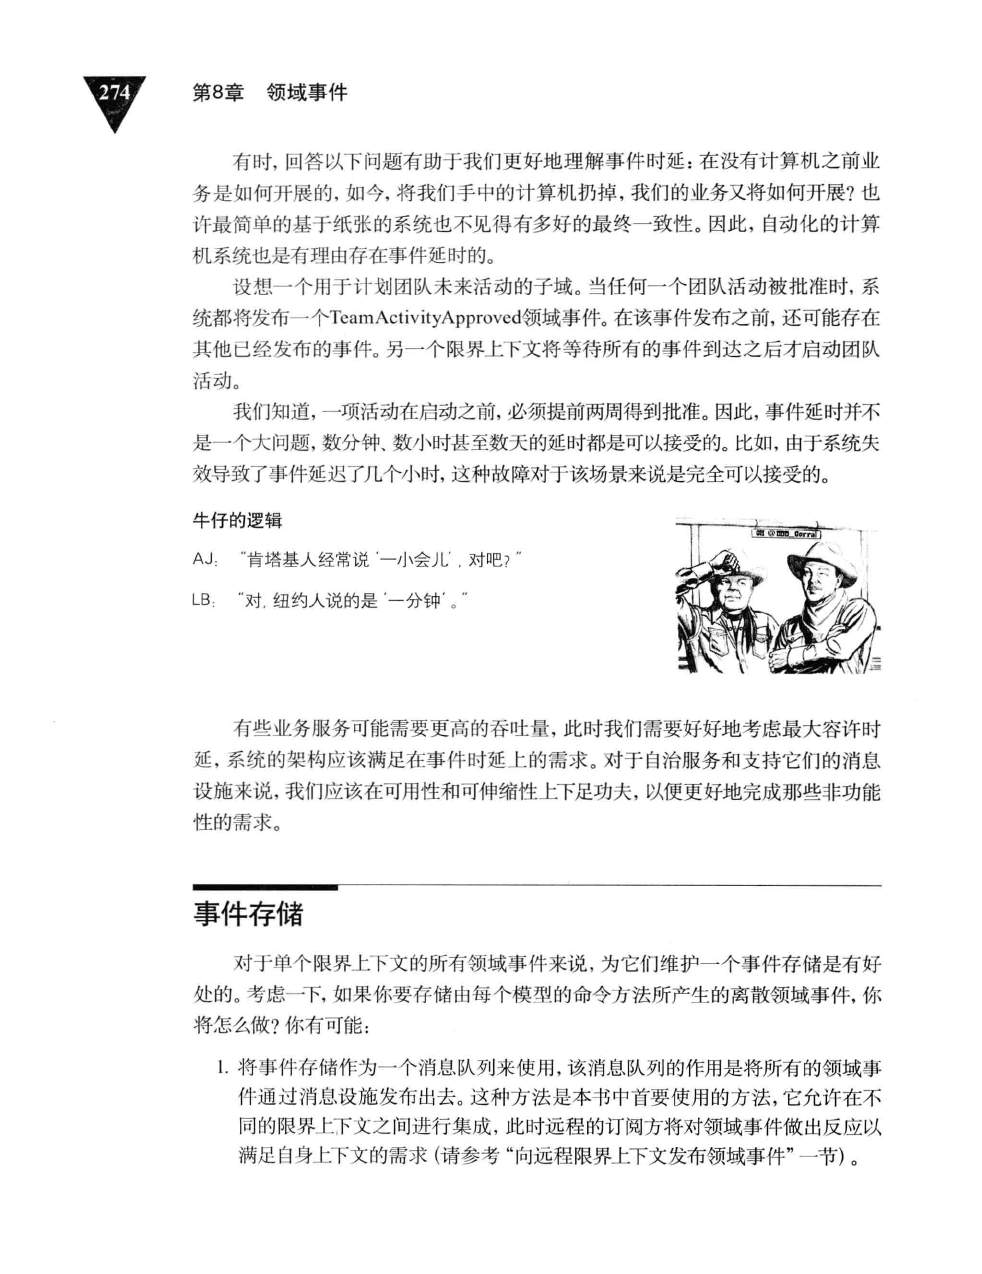 274
第8章 领域事件
有时, 回答以下问题有助于我们更好地理解事件时延: 在没有计算机之前业
务是如何开展的, 如今, 将我们手中的计算机扔掉, 我们的业务又将如何开展? 也
许最简单的基于纸张的系统也不见得有多好的最终一致性。因此, 自动化的计算
机系统也是有理由存在事件延时的。
设想一个用于计划团队未来活动的子域。当任何一个团队活动被批准时, 系
统都将发布一个TeamActivityApproved领域事件。在该事件发布之前, 还可能存在
其他已经发布的事件。另一个限界上下文将等待所有的事件到达之后才启动团队
活动。
我们知道, 一项活动在启动之前, 必须提前两周得到批准。因此, 事件延时并不
是一个大问题, 数分钟、数小时甚至数天的延时都是可以接受的。比如, 由于系统失
效导致了事件延迟了几个小时, 这种故障对于该场景来说是完全可以接受的。
牛仔的逻辑
AJ: “肯塔基人经常说‘一小会儿’, 对吧?”
LB: “对, 纽约人说的是‘一分钟’。”
有些业务服务可能需要更高的吞吐量, 此时我们需要好好地考虑最大容许时
延, 系统的架构应该满足在事件时延上的需求。对于自治服务和支持它们的消息
设施来说, 我们应该在可用性和可伸缩性上下足功夫, 以便更好地完成那些非功能
性的需求。
事件存储
对于单个限界上下文的所有领域事件来说, 为它们维护一个事件存储是有好
处的。考虑一下, 如果你要存储由每个模型的命令方法所产生的离散领域事件, 你
将怎么做? 你有可能:
1. 将事件存储作为一个消息队列来使用, 该消息队列的作用是将所有的领域事
件通过消息设施发布出去。这种方法是本书中首要使用的方法, 它允许在不
同的限界上下文之间进行集成, 此时远程的订阅方将对领域事件做出反应以
满足自身上下文的需求 (请参考“向远程限界上下文发布领域事件”一节) 。